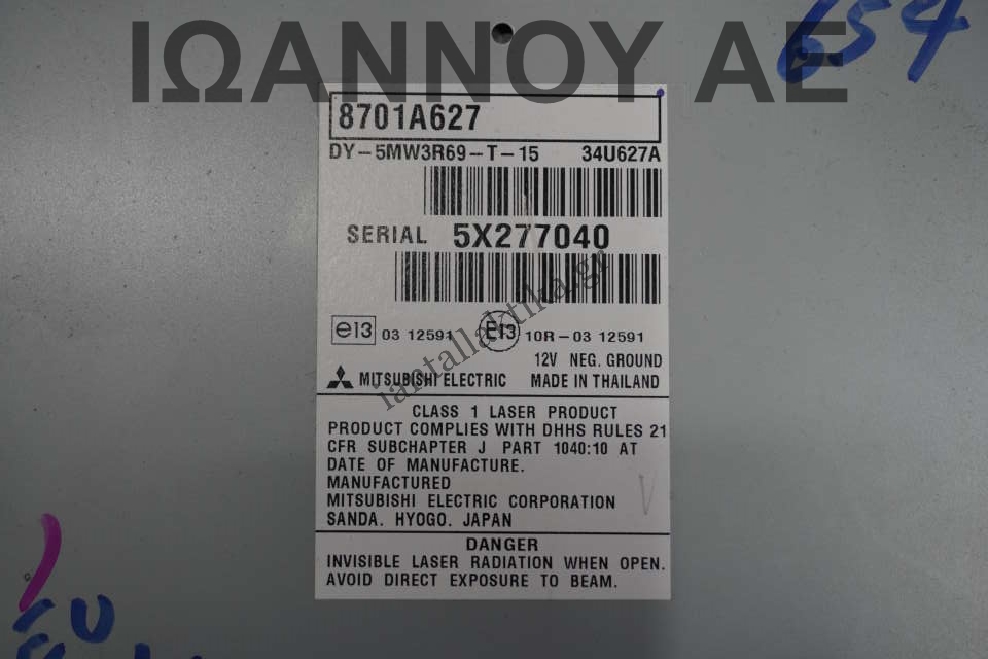 ΙΩΑΝΝΟΥ ΑΕ
654
8701A627
DY-5MW3R69-T-15 34U627A
SERIAL 5X277040
e13 03 12591 E13 10R-03 12591
12V NEG. GROUND
MITSUBISHI ELECTRIC MADE IN THAILAND
iantallaktika.gr
CLASS 1 LASER PRODUCT
PRODUCT COMPLIES WITH DHHS RULES 21
CFR SUBCHAPTER J PART 1040:10 AT
DATE OF MANUFACTURE.
MANUFACTURED
MITSUBISHI ELECTRIC CORPORATION
SANDA. HYOGO. JAPAN
DANGER
INVISIBLE LASER RADIATION WHEN OPEN.
AVOID DIRECT EXPOSURE TO BEAM.